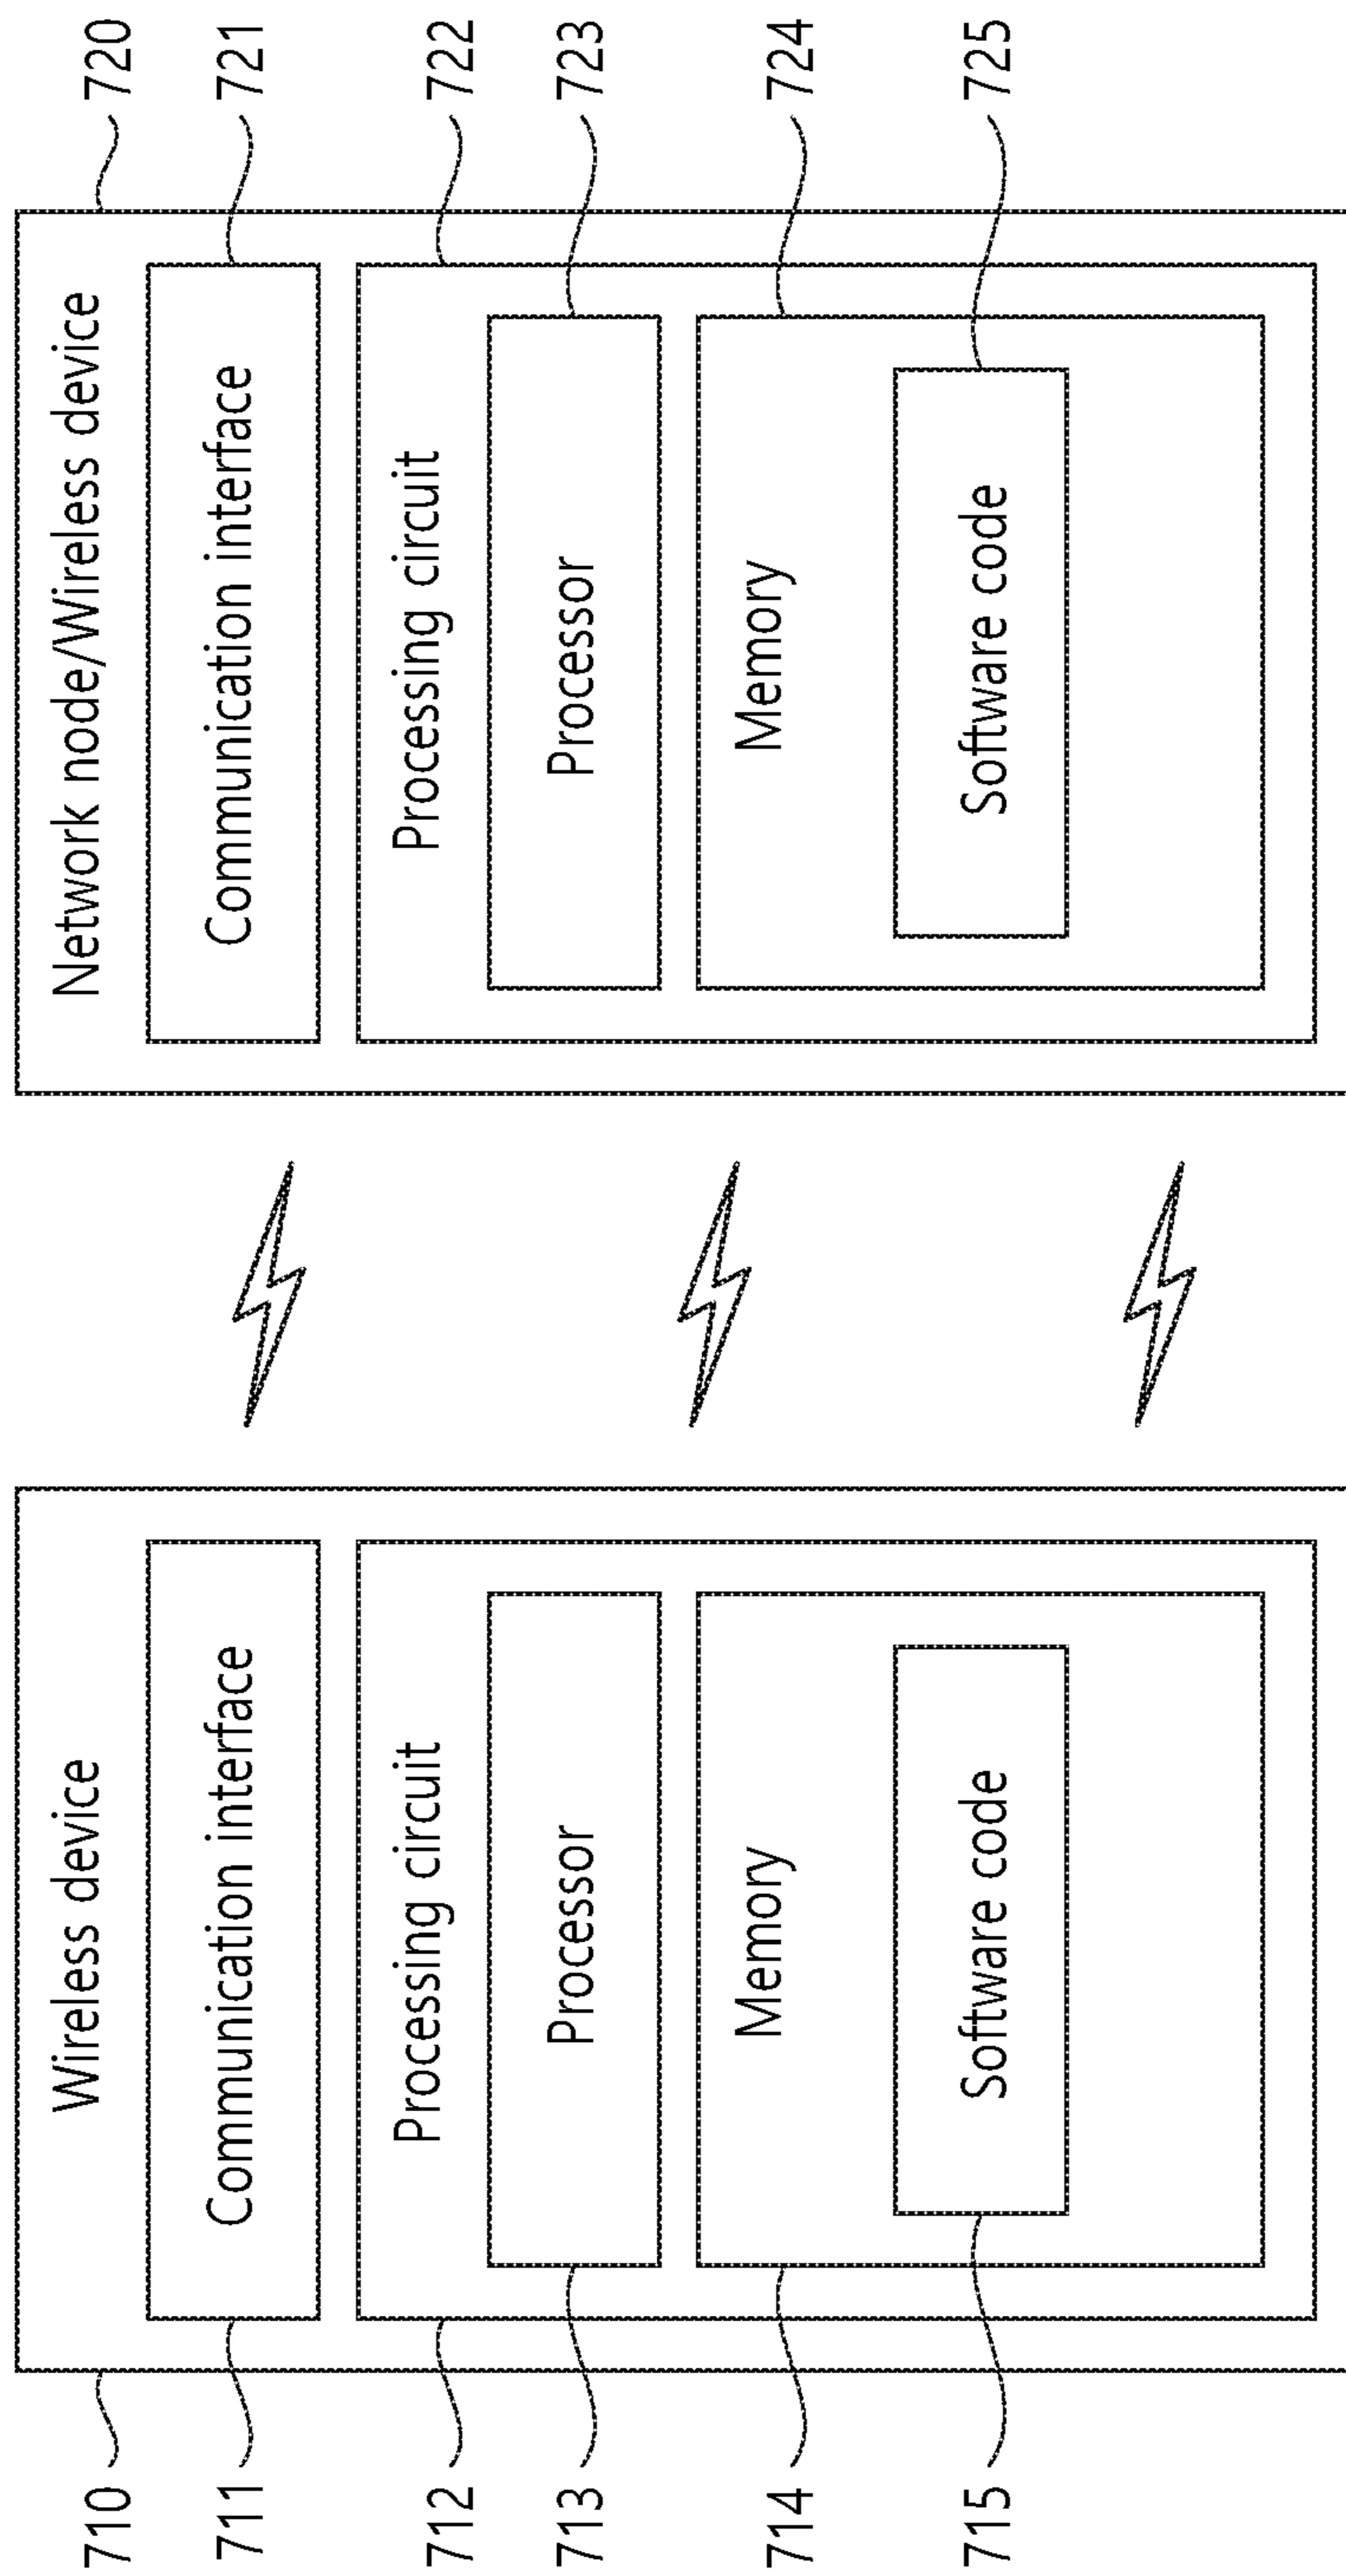 710
Wireless device
711
Communication interface
712
Processing circuit
713
Processor
714
Memory
715
Software code
Network node/Wireless device
720
Communication interface
721
Processing circuit
722
Processor
723
Memory
724
Software code
725